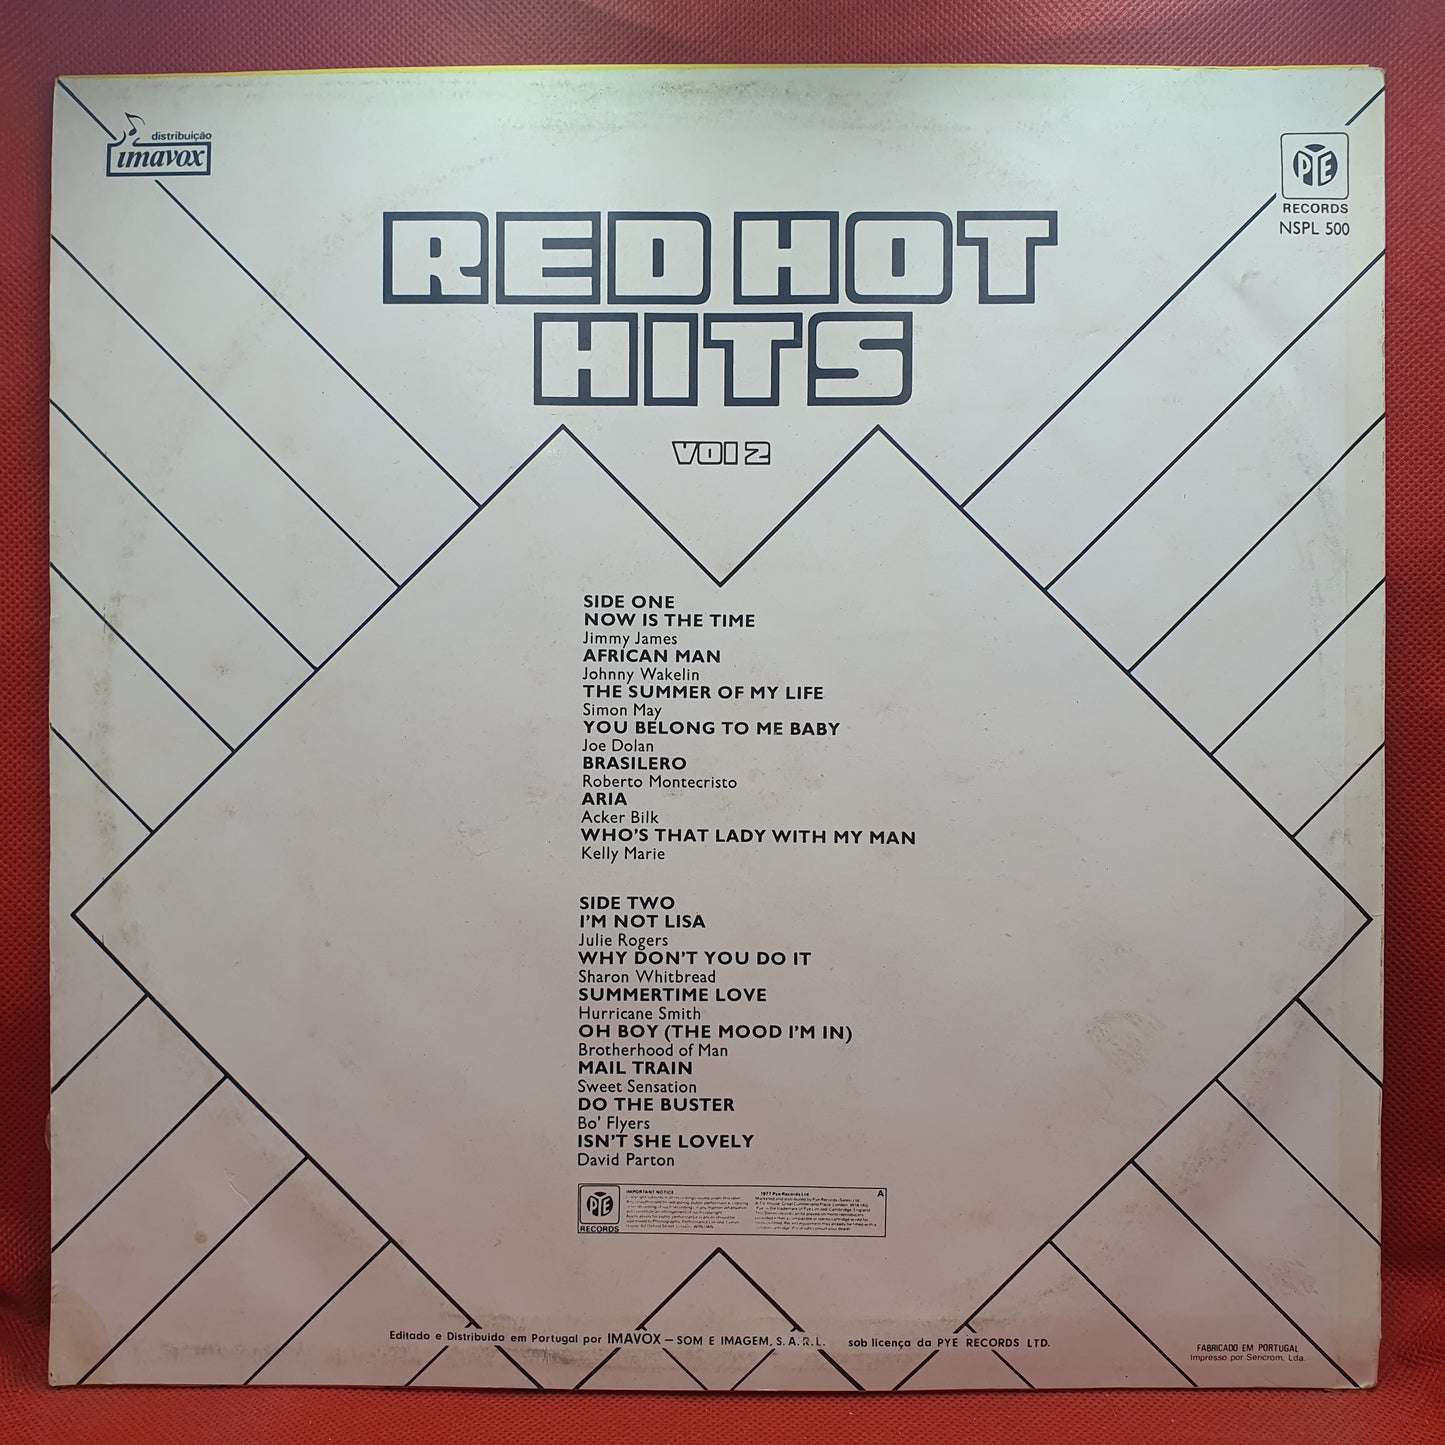 distribuição
imavox
PYE
RECORDS
NSPL 500
RED HOT
HITS
VOl 2
SIDE ONE
NOW IS THE TIME
Jimmy James
AFRICAN MAN
Johnny Wakelin
THE SUMMER OF MY LIFE
Simon May
YOU BELONG TO ME BABY
Joe Dolan
BRASILERO
Roberto Montecristo
ARIA
Acker Bilk
WHO'S THAT LADY WITH MY MAN
Kelly Marie
SIDE TWO
I'M NOT LISA
Julie Rogers
WHY DON'T YOU DO IT
Sharon Whitbread
SUMMERTIME LOVE
Hurricane Smith
OH BOY (THE MOOD I'M IN)
Brotherhood of Man
MAIL TRAIN
Sweet Sensation
DO THE BUSTER
Bo' Flyers
ISN'T SHE LOVELY
David Parton
PYE
RECORDS
IMPORTANT NOTICE
1977 Pye Records Ltd
A
Editado e Distribuido em Portugal por IMAVOX — SOM E IMAGEM, S. A. R. L. sob licença da PYE RECORDS LTD.
FABRICADO EM PORTUGAL
Impresso por Sericrom, Lda.